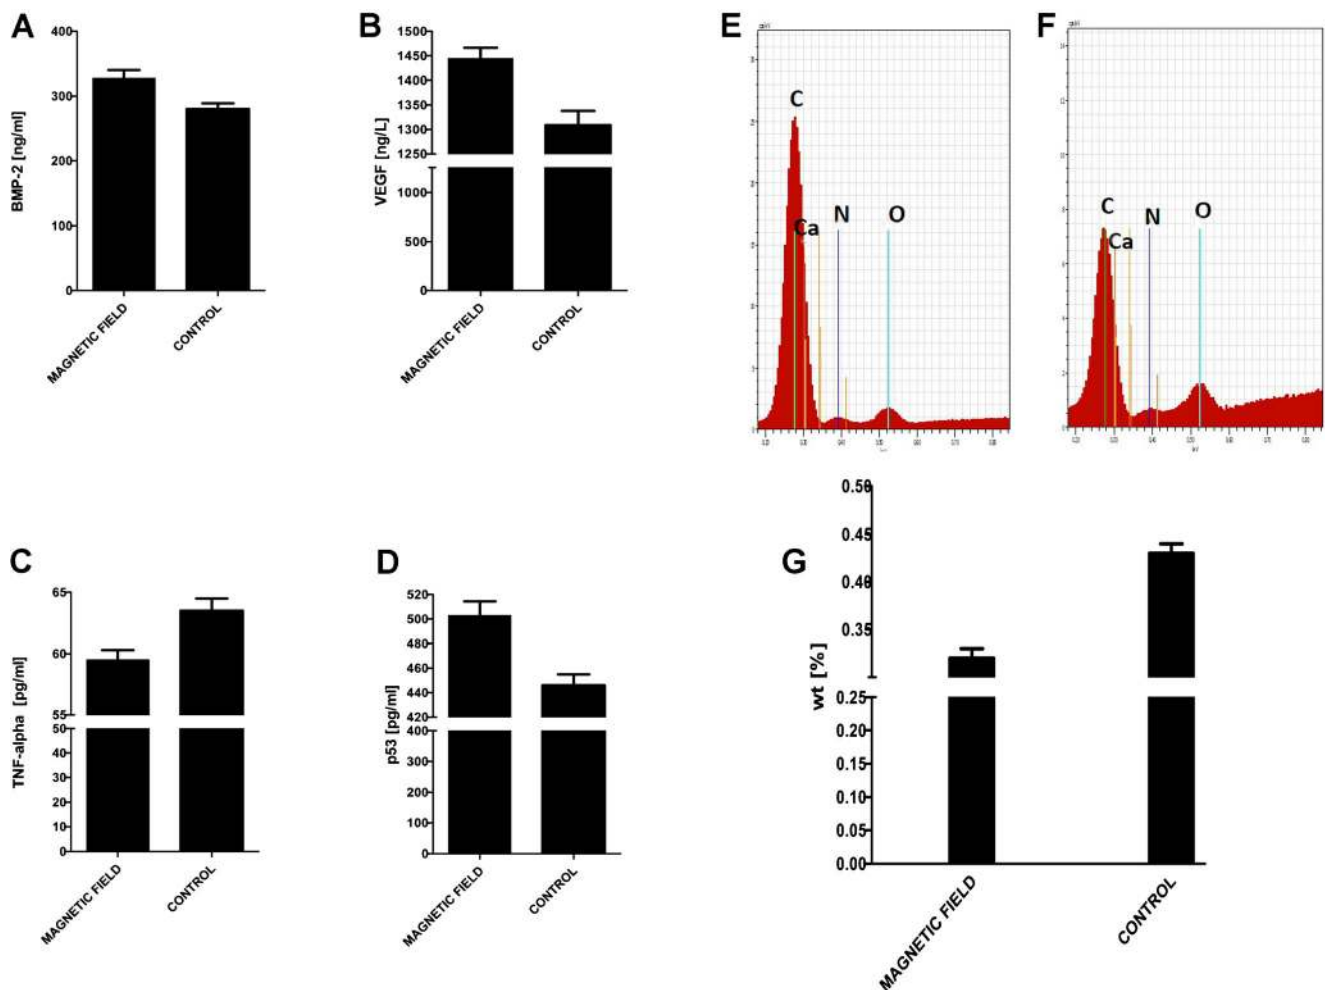 A
400
300
200
100
0
BMP-2 [ng/ml]
MAGNETIC FIELD
CONTROL
B
1500
1450
1400
1350
1300
1250
1000
500
0
VEGF [ng/L]
MAGNETIC FIELD
CONTROL
E
C
Ca
N
O
F
C
Ca
N
O
C
65
60
55
50
40
30
20
10
0
TNF-alpha [pg/ml]
MAGNETIC FIELD
CONTROL
D
520
500
480
460
440
420
400
300
200
100
0
p53 [pg/ml]
MAGNETIC FIELD
CONTROL
G
0.50
0.45
0.40
0.35
0.25
0.20
0.15
0.10
0.05
0.00
wt [%]
MAGNETIC FIELD
CONTROL